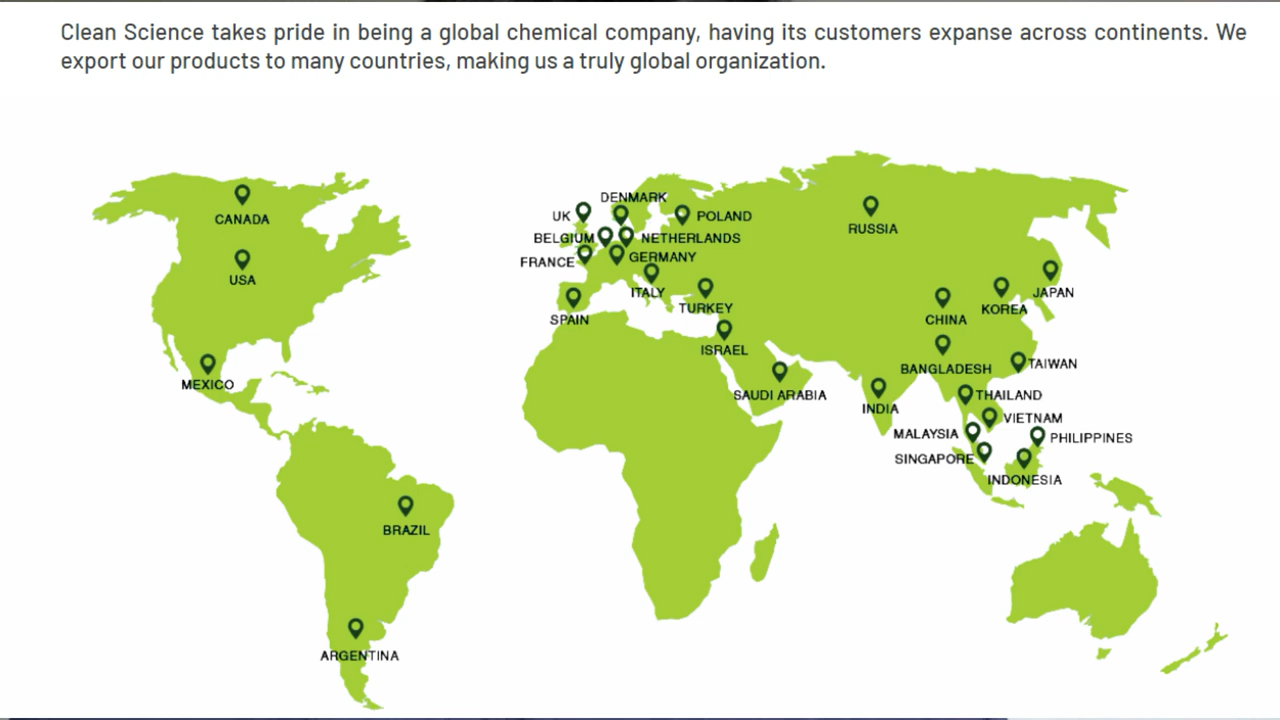 Clean Science takes pride in being a global chemical company, having its customers expanse across continents. We
export our products to many countries, making us a truly global organization.
CANADA
USA
MEXICO
BRAZIL
ARGENTINA
DENMARK
UK
POLAND
BELGIUM
NETHERLANDS
FRANCE
GERMANY
ITALY
SPAIN
TURKEY
ISRAEL
SAUDI ARABIA
RUSSIA
JAPAN
KOREA
CHINA
BANGLADESH
TAIWAN
INDIA
THAILAND
VIETNAM
MALAYSIA
PHILIPPINES
SINGAPORE
INDONESIA